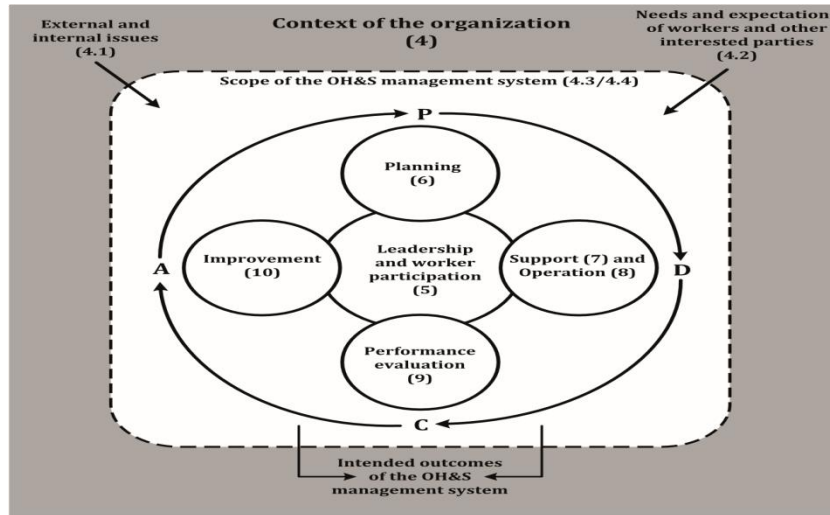 External and
internal issues
(4.1)
Context of the organization
(4)
Needs and expectation
of workers and other
interested parties
(4.2)
Scope of the OH&S management system (4.3/4.4)
P
Planning
(6)
A
Improvement
(10)
Leadership
and worker
participation
(5)
Support (7) and
Operation (8)
D
Performance
evaluation
(9)
C
Intended outcomes
of the OH&S
management system